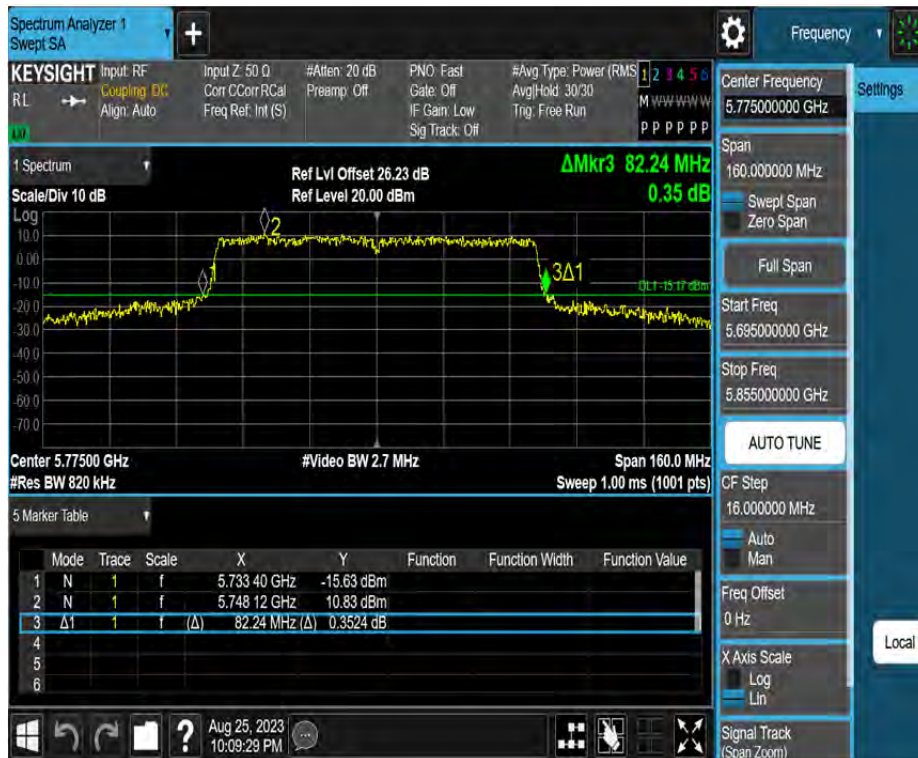 Spectrum Analyzer 1
Swept SA
Frequency
KEYSIGHT
RL
Input: RF
Coupling: DC
Align: Auto
Input Z: 50 Ω
Corr CCorr RCal
Freq Ref: Int (S)
#Atten: 20 dB
Preamp: Off
PNO: Fast
Gate: Off
IF Gain: Low
Sig Track: Off
#Avg Type: Power (RMS
Avg|Hold: 30/30
Trig: Free Run
1 2 3 4 5 6
M W W W W W
P P P P P P
1 Spectrum
Scale/Div 10 dB
Ref Lvl Offset 26.23 dB
Ref Level 20.00 dBm
ΔMkr3 82.24 MHz
0.35 dB
Log
10.0
0.00
-10.0
-20.0
-30.0
-40.0
-50.0
-60.0
-70.0
2
3Δ1
DL1 -15.17 dBm
Center 5.77500 GHz
#Res BW 820 kHz
#Video BW 2.7 MHz
Span 160.0 MHz
Sweep 1.00 ms (1001 pts)
5 Marker Table
Mode Trace Scale X Y Function Function Width Function Value
1 N 1 f 5.733 40 GHz -15.63 dBm
2 N 1 f 5.748 12 GHz 10.83 dBm
3 Δ1 1 f (Δ) 82.24 MHz (Δ) 0.3524 dB
4
5
6
?
Aug 25, 2023
10:09:29 PM
Center Frequency
5.775000000 GHz
Span
160.000000 MHz
Swept Span
Zero Span
Full Span
Start Freq
5.695000000 GHz
Stop Freq
5.855000000 GHz
AUTO TUNE
CF Step
16.000000 MHz
Auto
Man
Freq Offset
0 Hz
X Axis Scale
Log
Lin
Signal Track
(Span Zoom)
Settings
Local